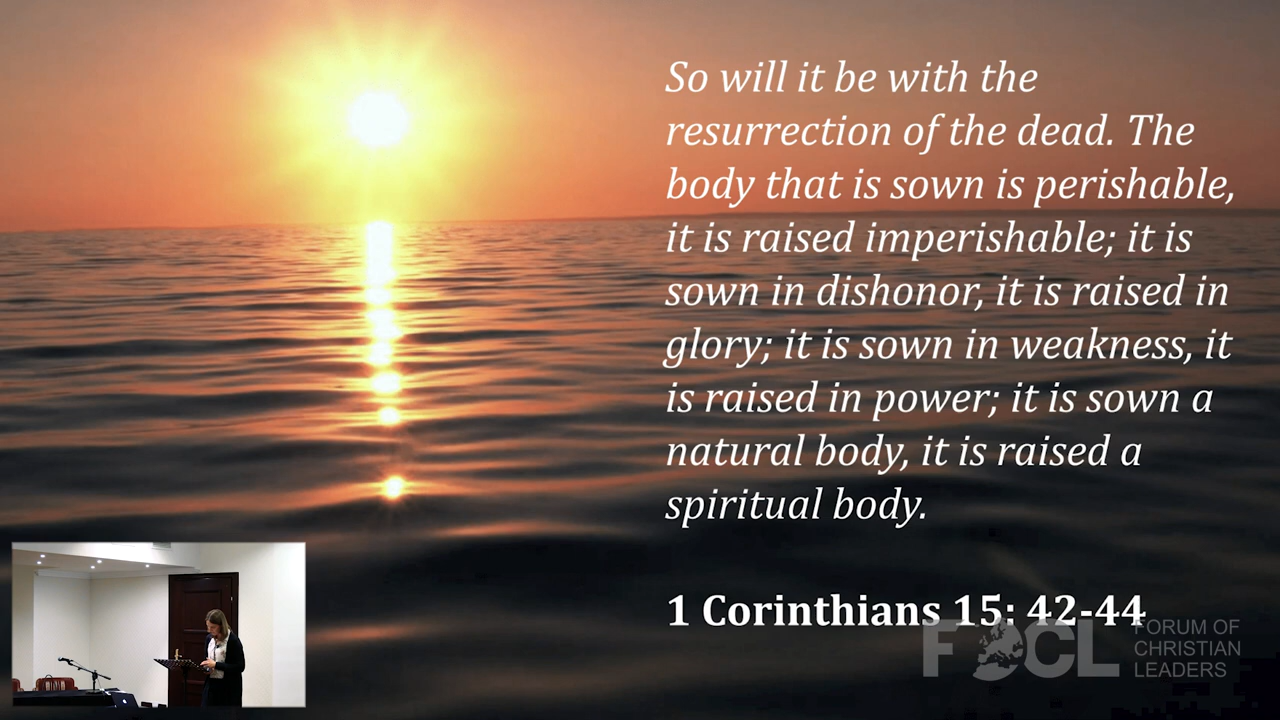 So will it be with the
resurrection of the dead. The
body that is sown is perishable,
it is raised imperishable; it is
sown in dishonor, it is raised in
glory; it is sown in weakness, it
is raised in power; it is sown a
natural body, it is raised a
spiritual body.
1 Corinthians 15: 42-44
FOCL
FORUM OF
CHRISTIAN
LEADERS